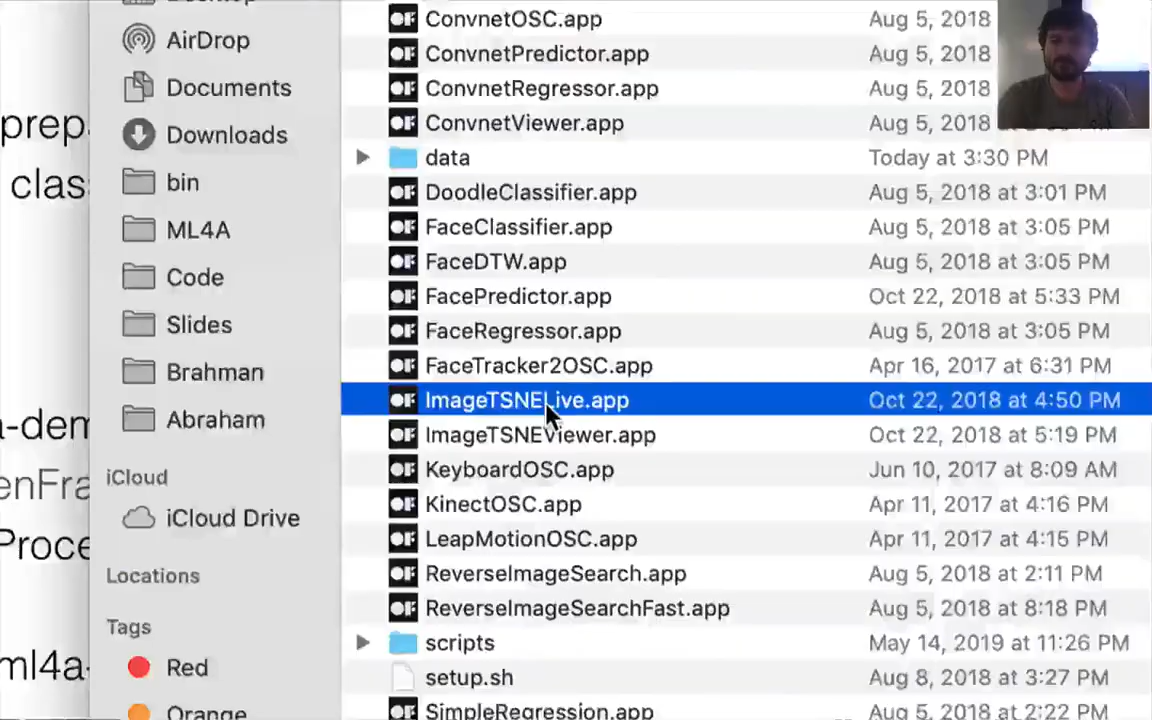 prep
clas
-dem
enFra
Proce
ml4a-
AirDrop
Documents
Downloads
bin
ML4A
Code
Slides
Brahman
Abraham
iCloud
iCloud Drive
Locations
Tags
Red
Orange
ConvnetOSC.app Aug 5, 2018
ConvnetPredictor.app Aug 5, 2018
ConvnetRegressor.app Aug 5, 2018
ConvnetViewer.app Aug 5, 2018
data Today at 3:30 PM
DoodleClassifier.app Aug 5, 2018 at 3:01 PM
FaceClassifier.app Aug 5, 2018 at 3:05 PM
FaceDTW.app Aug 5, 2018 at 3:05 PM
FacePredictor.app Oct 22, 2018 at 5:33 PM
FaceRegressor.app Aug 5, 2018 at 3:05 PM
FaceTracker2OSC.app Apr 16, 2017 at 6:31 PM
ImageTSNELive.app Oct 22, 2018 at 4:50 PM
ImageTSNEViewer.app Oct 22, 2018 at 5:19 PM
KeyboardOSC.app Jun 10, 2017 at 8:09 AM
KinectOSC.app Apr 11, 2017 at 4:16 PM
LeapMotionOSC.app Apr 11, 2017 at 4:15 PM
ReverseImageSearch.app Aug 5, 2018 at 2:11 PM
ReverseImageSearchFast.app Aug 5, 2018 at 8:18 PM
scripts May 14, 2019 at 11:26 PM
setup.sh Aug 8, 2018 at 3:27 PM
SimpleRegression.app Aug 5, 2018 at 2:22 PM